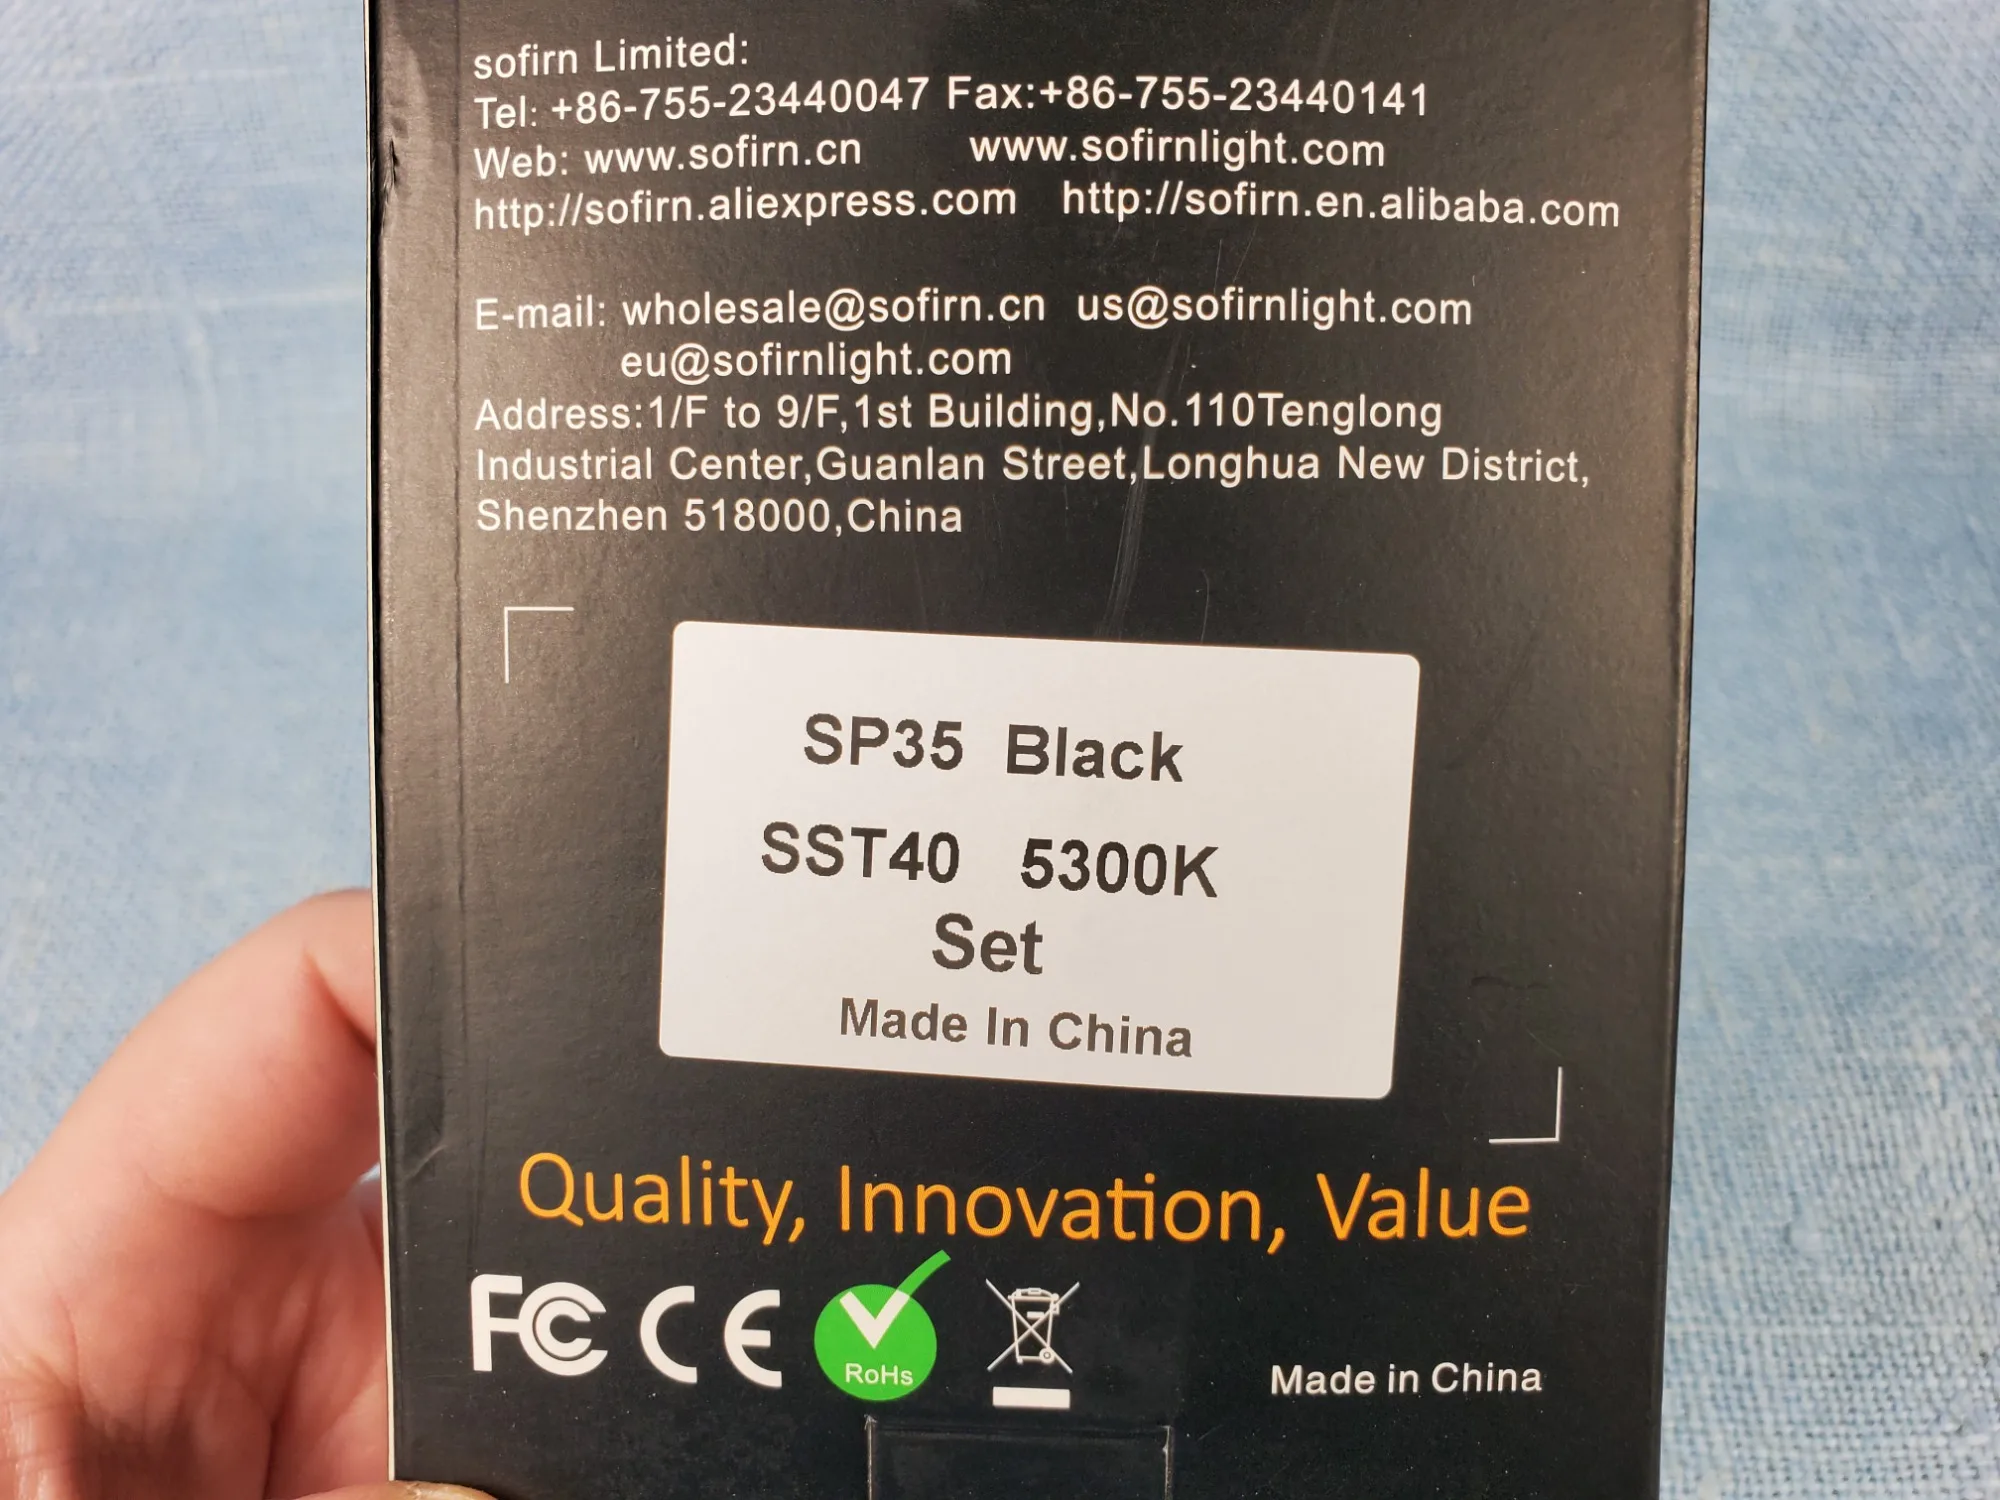 sofirn Limited:
Tel: +86-755-23440047 Fax:+86-755-23440141
Web: www.sofirn.cn www.sofirnlight.com
http://sofirn.aliexpress.com http://sofirn.en.alibaba.com
E-mail: wholesale@sofirn.cn us@sofirnlight.com
eu@sofirnlight.com
Address:1/F to 9/F,1st Building,No.110Tenglong
Industrial Center,Guanlan Street,Longhua New District,
Shenzhen 518000,China
SP35 Black
SST40 5300K
Set
Made In China
Quality, Innovation, Value
FC CE RoHs
Made in China